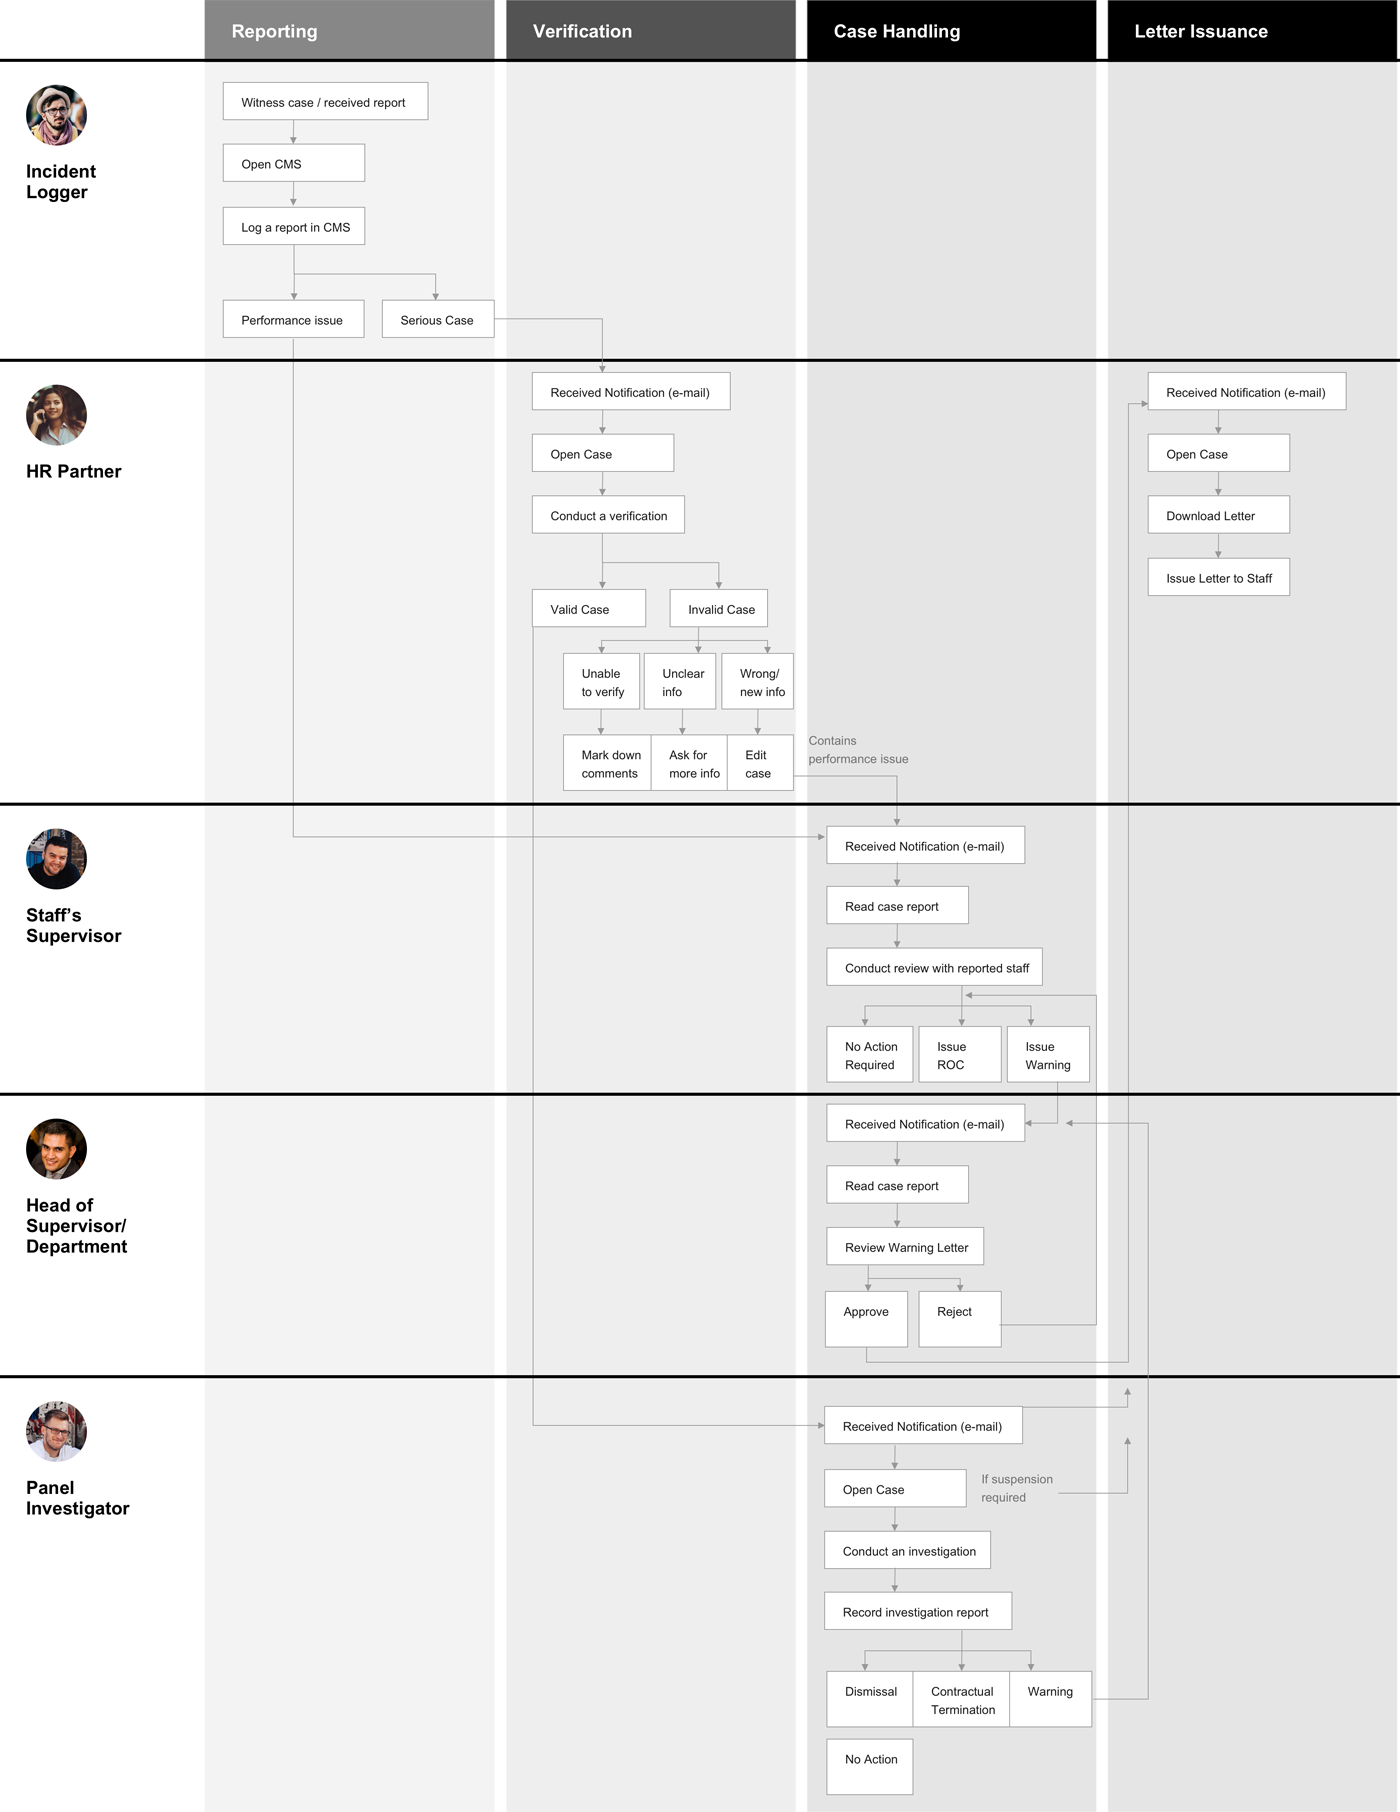 Reporting
Verification
Case Handling
Letter Issuance
Incident
Logger
Witness case / received report
Open CMS
Log a report in CMS
Performance issue
Serious Case
HR Partner
Received Notification (e-mail)
Open Case
Conduct a verification
Valid Case
Invalid Case
Unable
to verify
Unclear
info
Wrong/
new info
Mark down
comments
Ask for
more info
Edit
case
Contains
performance issue
Received Notification (e-mail)
Open Case
Download Letter
Issue Letter to Staff
Staff’s
Supervisor
Received Notification (e-mail)
Read case report
Conduct review with reported staff
No Action
Required
Issue
ROC
Issue
Warning
Head of
Supervisor/
Department
Received Notification (e-mail)
Read case report
Review Warning Letter
Approve
Reject
Panel
Investigator
Received Notification (e-mail)
Open Case
If suspension
required
Conduct an investigation
Record investigation report
Dismissal
Contractual
Termination
Warning
No Action